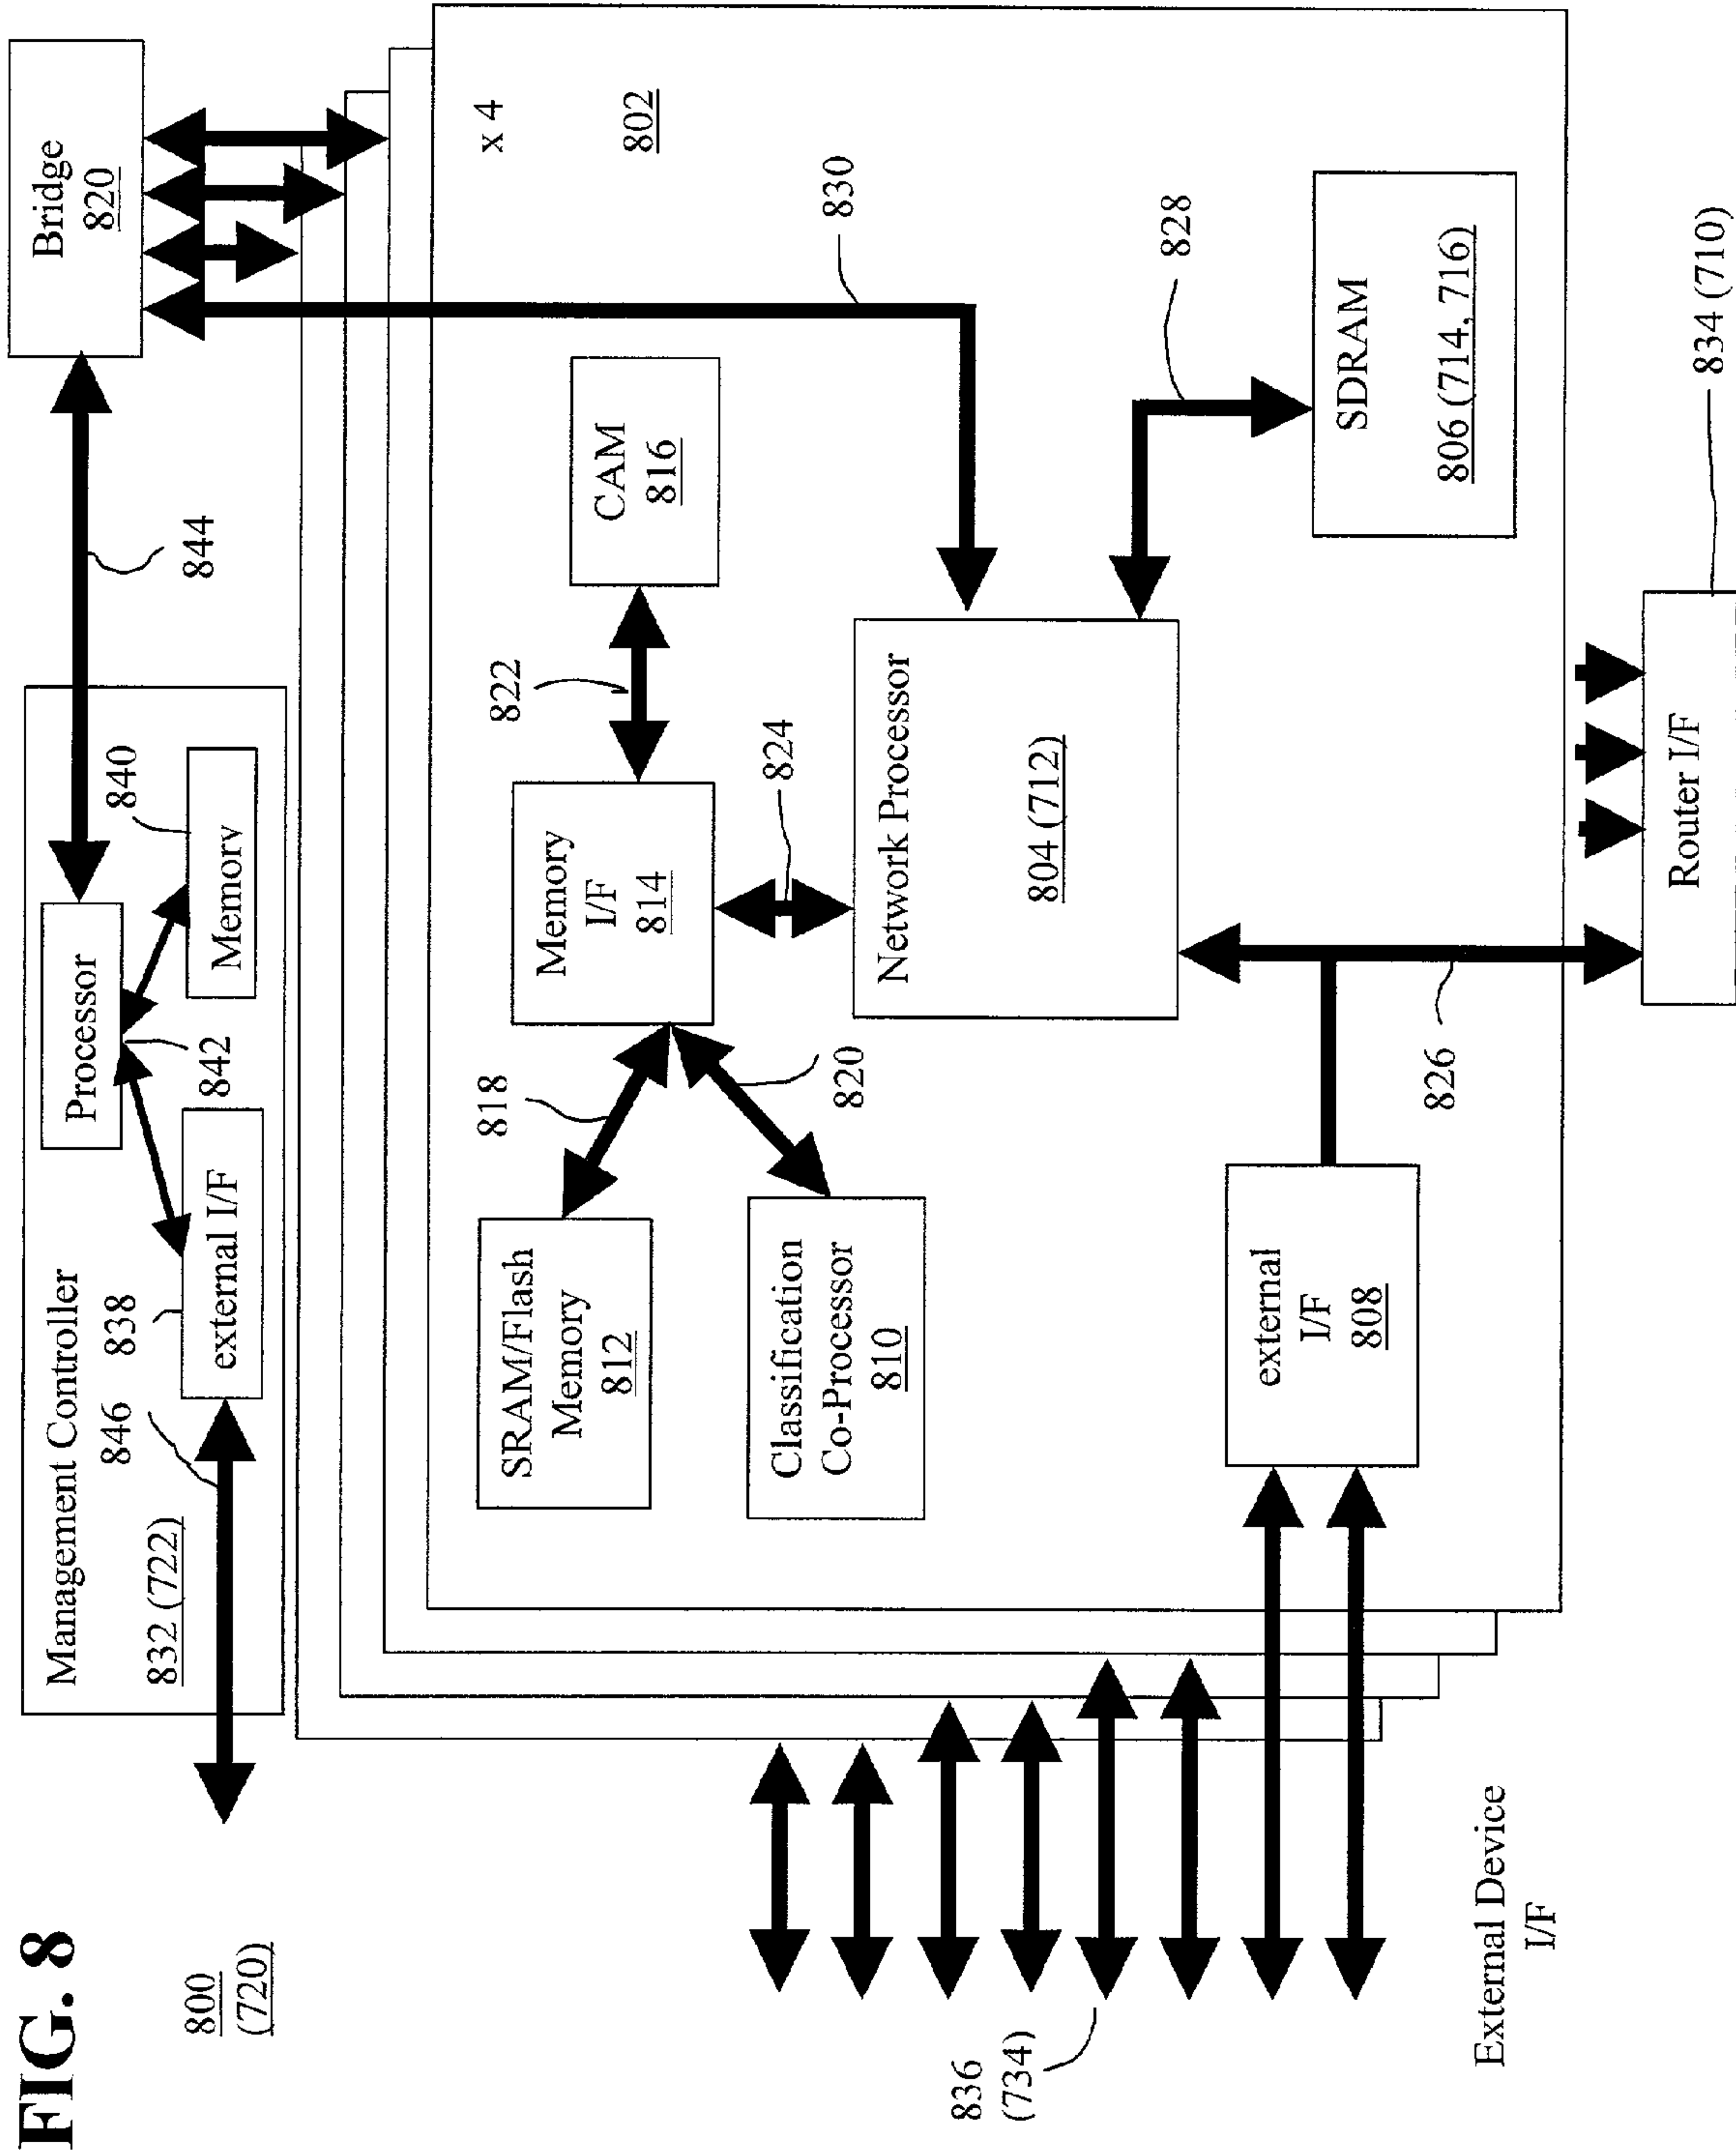 FIG. 8
800
(720)
Management Controller
832 (722)
846
838
external I/F
Processor
842
840
Memory
844
Bridge
820
x 4
802
SRAM/Flash
Memory
812
818
Classification
Co-Processor
810
820
Memory
I/F
814
822
CAM
816
824
Network Processor
804 (712)
830
828
SDRAM
806 (714, 716)
external
I/F
808
826
836
(734)
External Device
I/F
Router I/F
834 (710)